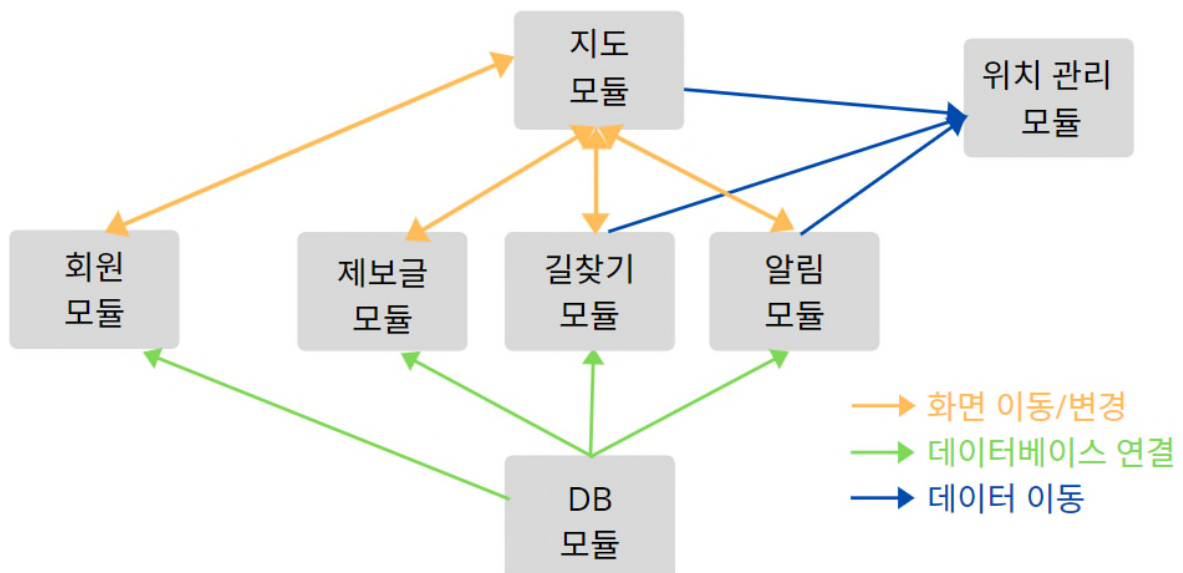 지도
모듈
위치 관리
모듈
회원
모듈
제보글
모듈
길찾기
모듈
알림
모듈
화면 이동/변경
데이터베이스 연결
데이터 이동
DB
모듈